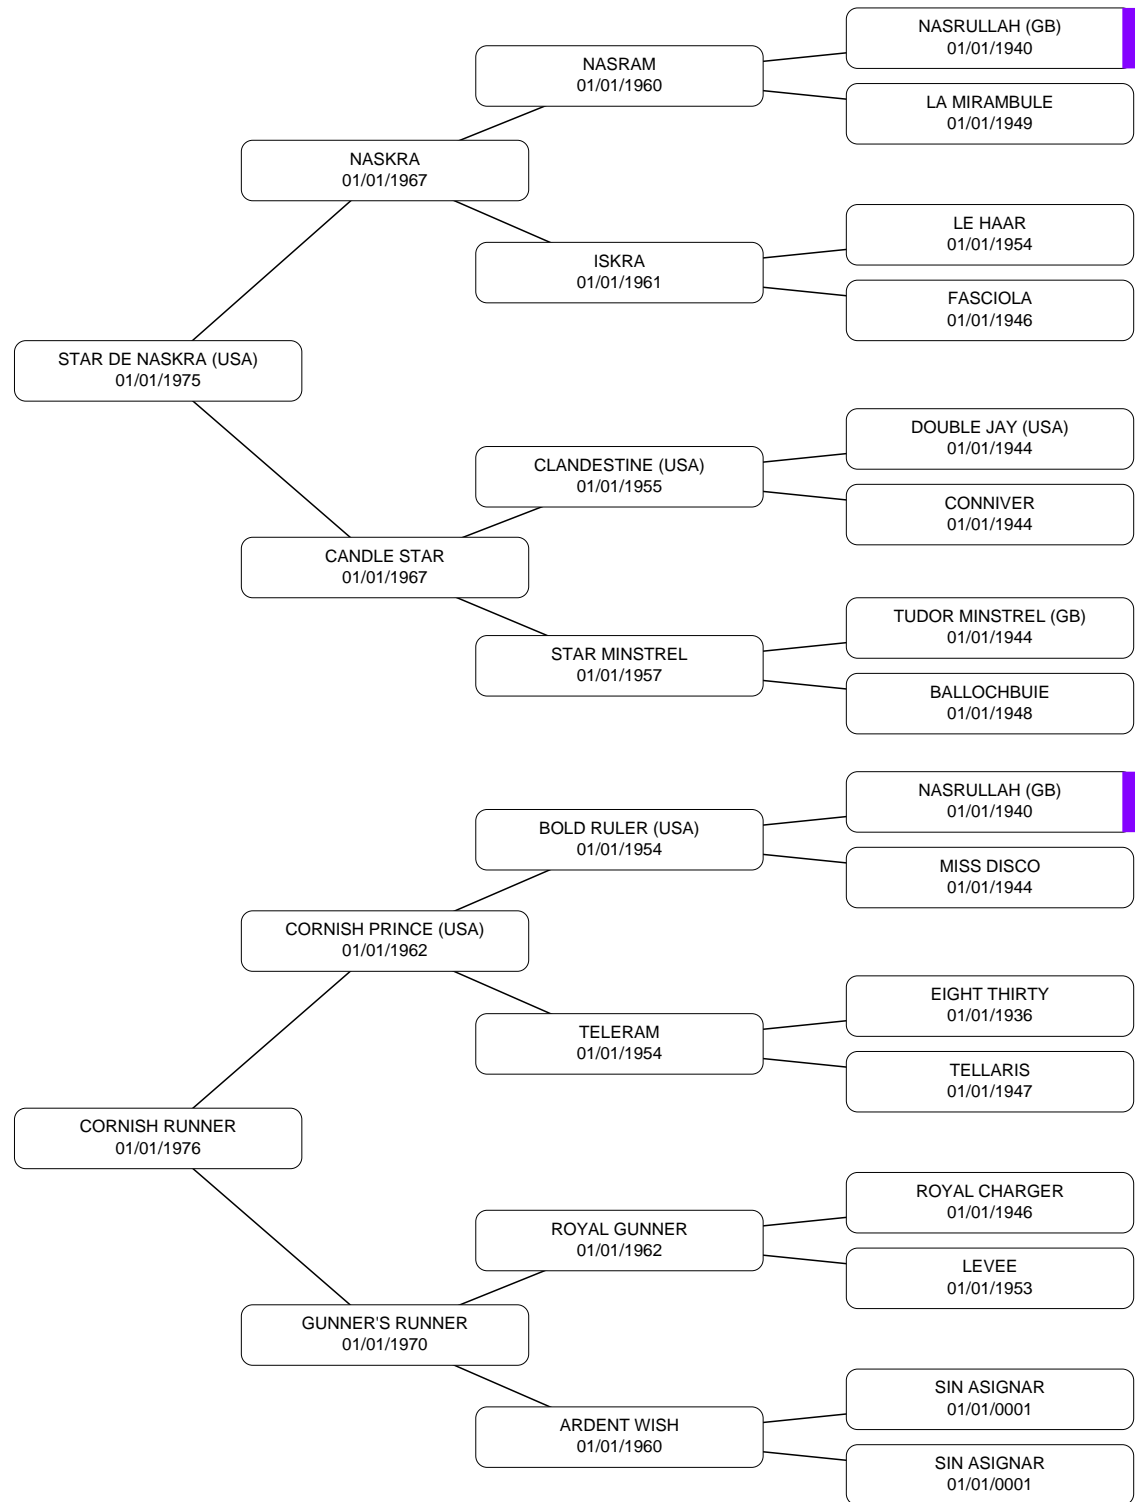 NASRULLAH (GB)
01/01/1940
NASRAM
01/01/1960
LA MIRAMBULE
01/01/1949
NASKRA
01/01/1967
LE HAAR
01/01/1954
ISKRA
01/01/1961
FASCIOLA
01/01/1946
STAR DE NASKRA (USA)
01/01/1975
DOUBLE JAY (USA)
01/01/1944
CLANDESTINE (USA)
01/01/1955
CONNIVER
01/01/1944
CANDLE STAR
01/01/1967
TUDOR MINSTREL (GB)
01/01/1944
STAR MINSTREL
01/01/1957
BALLOCHBUIE
01/01/1948
NASRULLAH (GB)
01/01/1940
BOLD RULER (USA)
01/01/1954
MISS DISCO
01/01/1944
CORNISH PRINCE (USA)
01/01/1962
EIGHT THIRTY
01/01/1936
TELERAM
01/01/1954
TELLARIS
01/01/1947
CORNISH RUNNER
01/01/1976
ROYAL CHARGER
01/01/1946
ROYAL GUNNER
01/01/1962
LEVEE
01/01/1953
GUNNER'S RUNNER
01/01/1970
SIN ASIGNAR
01/01/0001
ARDENT WISH
01/01/1960
SIN ASIGNAR
01/01/0001